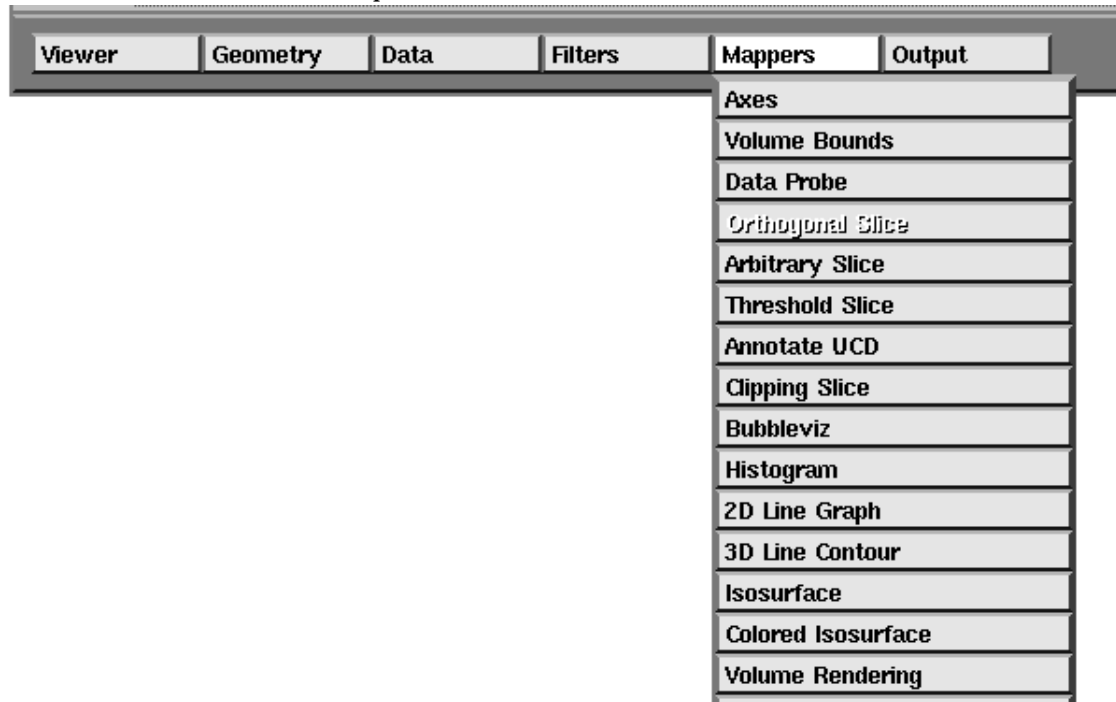 Viewer Geometry Data Filters Mappers Output
Axes
Volume Bounds
Data Probe
Orthogonal Slice
Arbitrary Slice
Threshold Slice
Annotate UCD
Clipping Slice
Bubbleviz
Histogram
2D Line Graph
3D Line Contour
Isosurface
Colored Isosurface
Volume Rendering